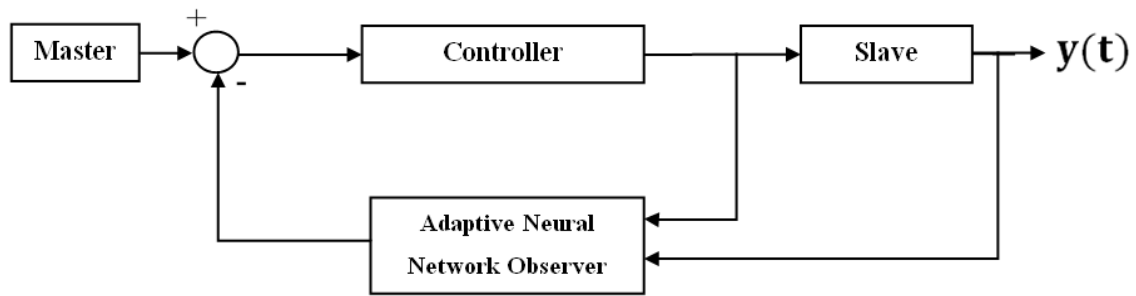 +
Master
Controller
Slave
y(t)
-
Adaptive Neural
Network Observer